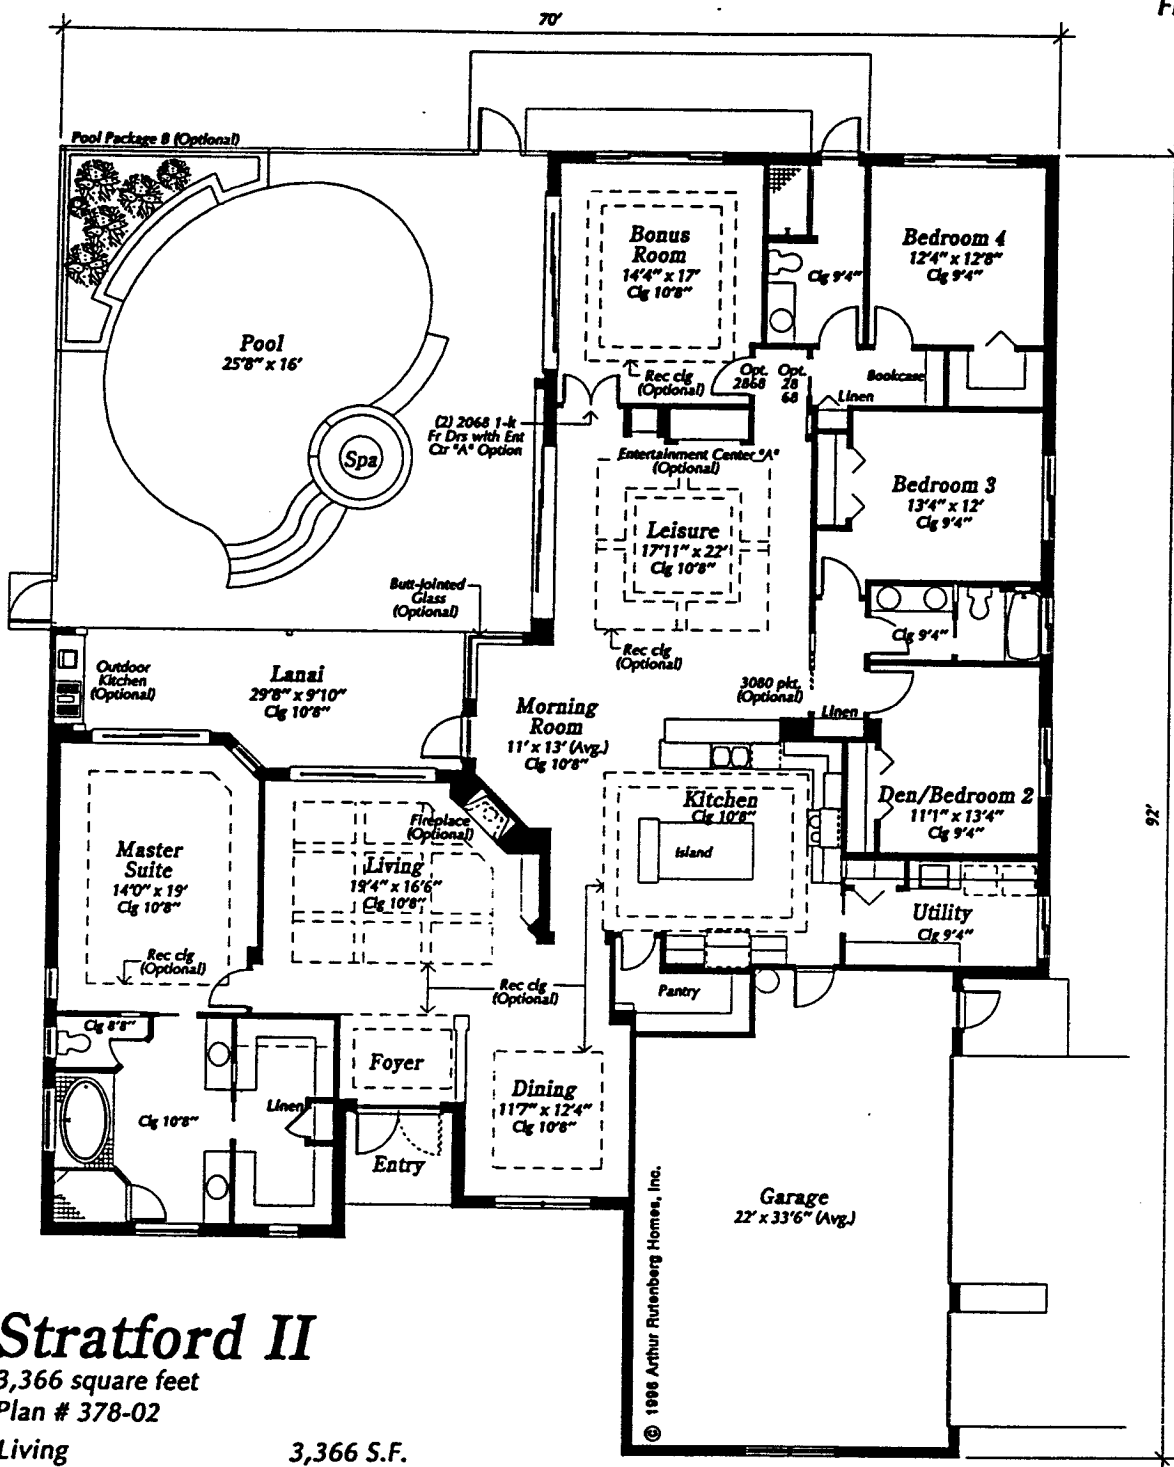 Fl
70'
Pool Package 8 (Optional)
Bonus
Room
14'4" x 17'
Clg 10'8"
Bedroom 4
12'4" x 12'8"
Clg 9'4"
Clg 9'4"
Pool
25'8" x 16'
Rec clg
(Optional)
Opt.
2868
Opt.
28
68
Bookcase
Linen
(2) 2068 1-k
Fr Drs with Ent
Ctr "A" Option
Entertainment Center "A"
(Optional)
Spa
Bedroom 3
13'4" x 12'
Clg 9'4"
Leisure
17'11" x 22'
Clg 10'8"
Butt-Jointed
Glass
(Optional)
Clg 9'4"
Rec clg
(Optional)
Outdoor
Kitchen
(Optional)
Lanai
29'8" x 9'10"
Clg 10'8"
3080 pkt.
(Optional)
Morning
Room
11' x 13' (Avg.)
Clg 10'8"
Linen
Kitchen
Clg 10'8"
Den/Bedroom 2
11'1" x 13'4"
Clg 9'4"
92'
Fireplace
(Optional)
Island
Master
Suite
14'0" x 19'
Clg 10'8"
Living
19'4" x 16'6"
Clg 10'8"
Utility
Clg 9'4"
Rec clg
(Optional)
Rec clg
(Optional)
Pantry
Clg 8'8"
Foyer
Dining
11'7" x 12'4"
Clg 10'8"
Linen
Clg 10'8"
Entry
Garage
22' x 33'6" (Avg.)
© 1996 Arthur Rutenberg Homes, Inc.
Stratford II
3,366 square feet
Plan # 378-02
Living 3,366 S.F.